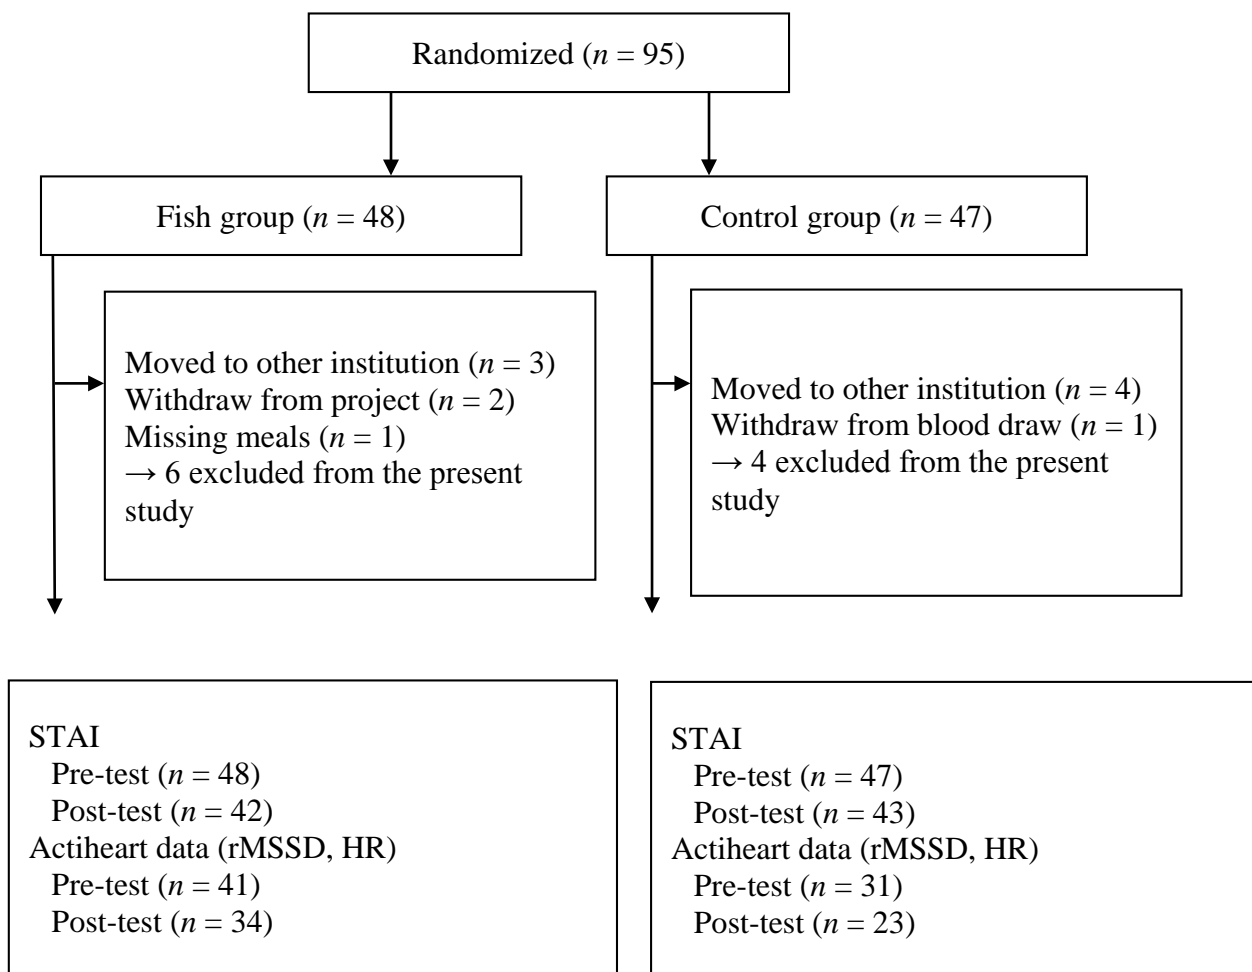 Randomized (n = 95)
Fish group (n = 48)
Control group (n = 47)
Moved to other institution (n = 3)
Withdraw from project (n = 2)
Missing meals (n = 1)
→ 6 excluded from the present
study
Moved to other institution (n = 4)
Withdraw from blood draw (n = 1)
→ 4 excluded from the present
study
STAI
Pre-test (n = 48)
Post-test (n = 42)
Actiheart data (rMSSD, HR)
Pre-test (n = 41)
Post-test (n = 34)
STAI
Pre-test (n = 47)
Post-test (n = 43)
Actiheart data (rMSSD, HR)
Pre-test (n = 31)
Post-test (n = 23)